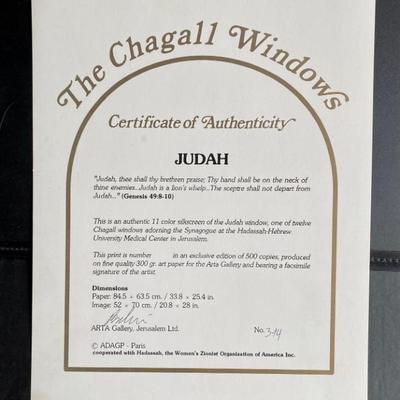 The Chagall Windows
Certificate of Authenticity
JUDAH
"Judah, thee shall thy brethren praise; Thy hand shall be on the neck of
thine enemies...Judah is a lion's whelp...The sceptre shall not depart from
Judah..." (Genesis 49:8-10)
This is an authentic 11 color silkscreen of the Judah window, one of twelve
Chagall windows adorning the Synagogue at the Hadassah-Hebrew
University Medical Center in Jerusalem.
This print is number in an exclusive edition of 500 copies, produced
on fine quality 300 gr. art paper for the Arta Gallery and bearing a facsimile
signature of the artist.
Dimensions
Paper: 84.5 × 63.5 cm. / 33.8 × 25.4 in.
Image: 52 × 70 cm. / 20.8 × 28 in.
ARTA Gallery, Jerusalem Ltd.
No. 314
© ADAGP - Paris
cooperated with Hadassah, the Women's Zionist Organization of America Inc.